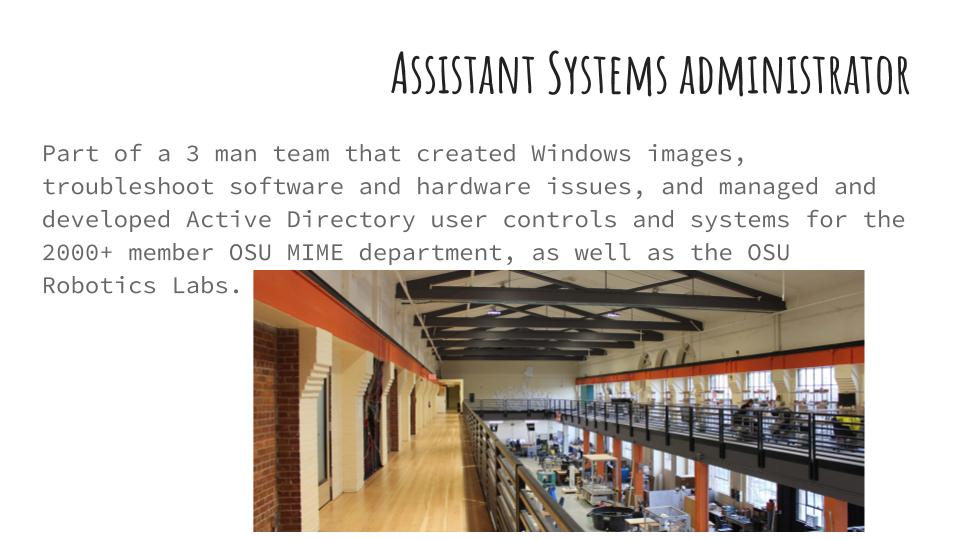 Assistant Systems administrator
Part of a 3 man team that created Windows images,
troubleshoot software and hardware issues, and managed and
developed Active Directory user controls and systems for the
2000+ member OSU MIME department, as well as the OSU
Robotics Labs.